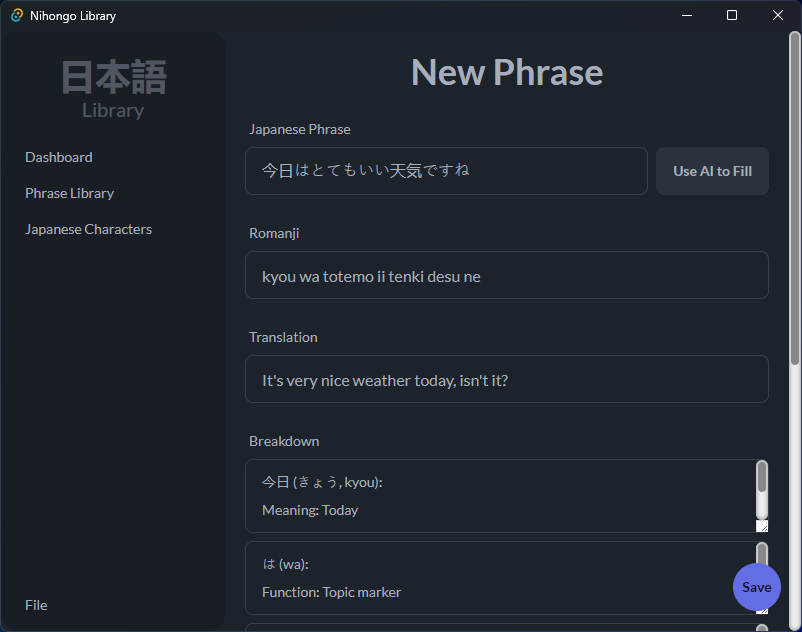 Nihongo Library
日本語
Library
Dashboard
Phrase Library
Japanese Characters
File
New Phrase
Japanese Phrase
今日はとてもいい天気ですね
Use AI to Fill
Romanji
kyou wa totemo ii tenki desu ne
Translation
It's very nice weather today, isn't it?
Breakdown
今日 (きょう, kyou):
Meaning: Today
は (wa):
Function: Topic marker
Save